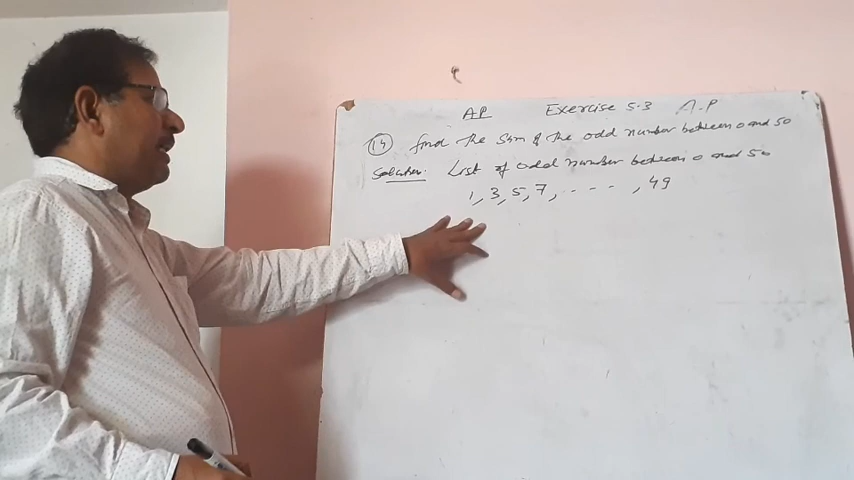 AP Exercise 5.3 A.P
14 find the sum of the odd number between 0 and 50
Solution: List of odd number between 0 and 50
1, 3, 5, 7, ...., 49